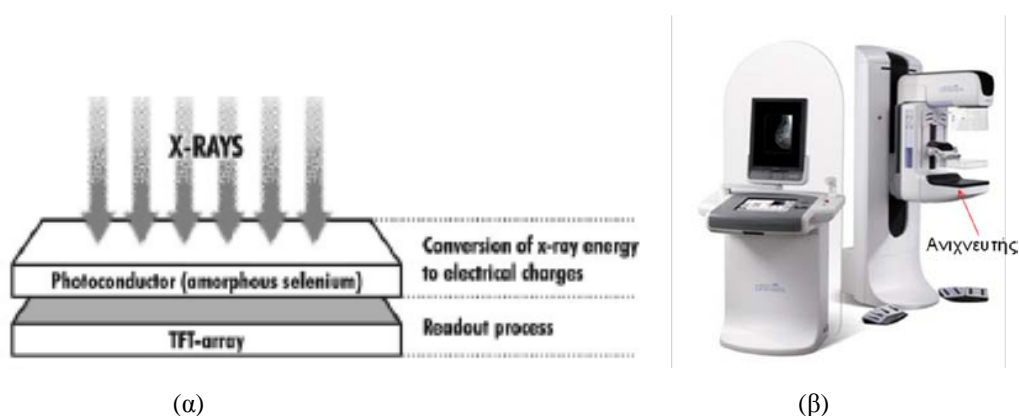 X-RAYS
Photoconductor (amorphous selenium)
TFT-array
Conversion of x-ray energy
to electrical charges
Readout process
Ανιχνευτής
(α)
(β)